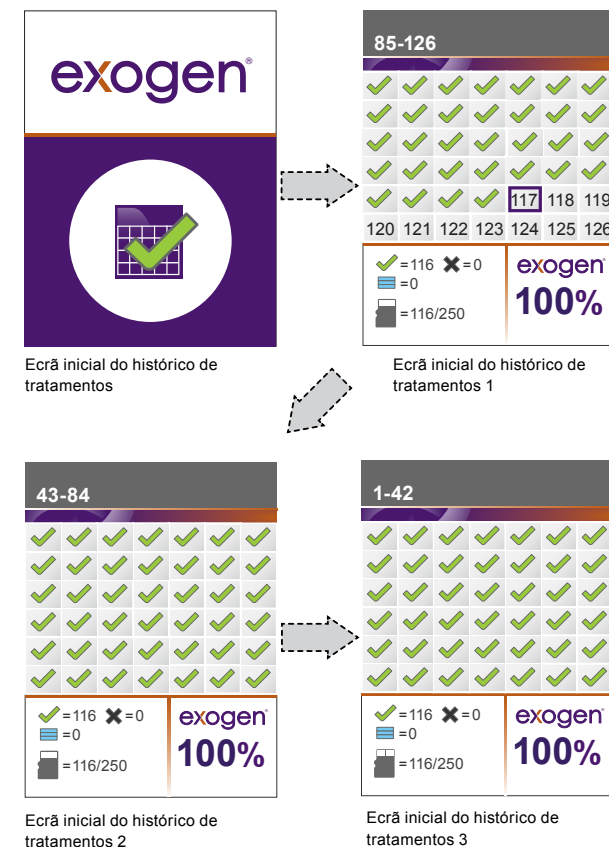 exogen®
Ecrã inicial do histórico de
tratamentos
85-126
117 118 119
120 121 122 123 124 125 126
=116 =0
=0
=116/250
exogen
100%
Ecrã inicial do histórico de
tratamentos 1
43-84
=116 =0
=0
=116/250
exogen
100%
Ecrã inicial do histórico de
tratamentos 2
1-42
=116 =0
=0
=116/250
exogen
100%
Ecrã inicial do histórico de
tratamentos 3